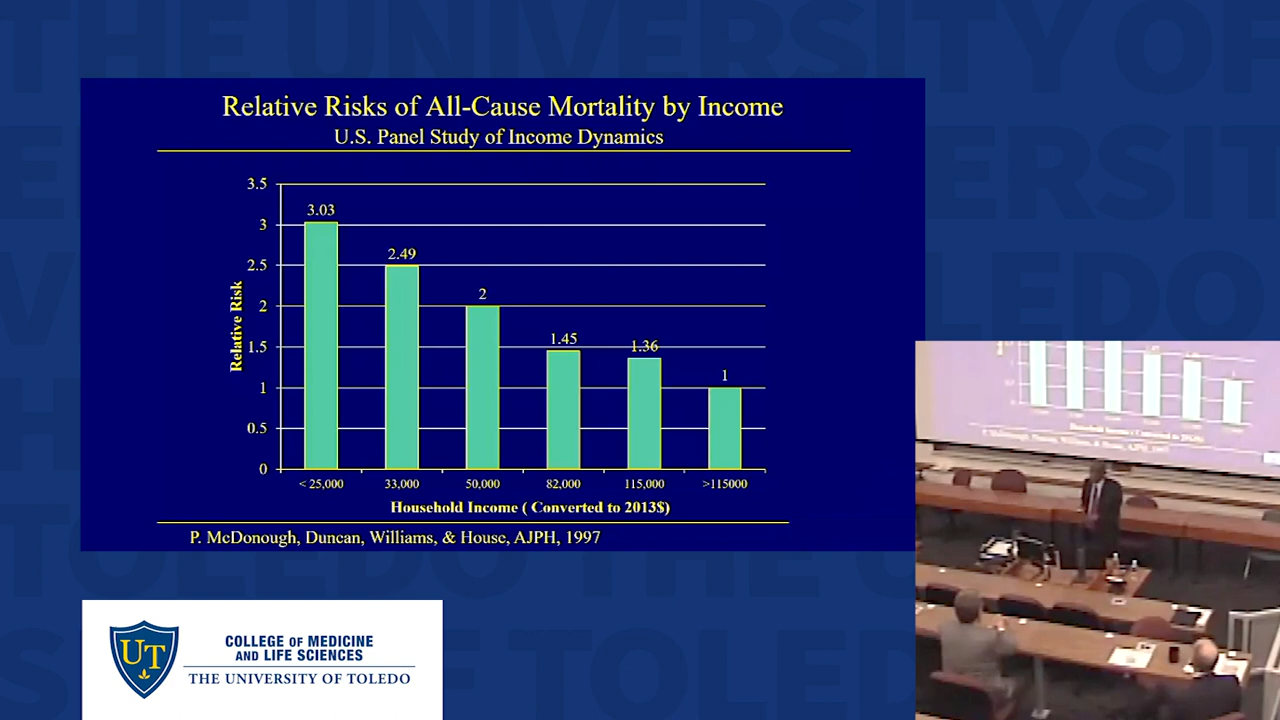 THE UNIVERSITY OF
Relative Risks of All-Cause Mortality by Income
U.S. Panel Study of Income Dynamics
3.5
3
2.5
2
1.5
1
0.5
0
Relative Risk
3.03
2.49
2
1.45
1.36
1
< 25,000
33,000
50,000
82,000
115,000
>115000
Household Income ( Converted to 2013$)
P. McDonough, Duncan, Williams, & House, AJPH, 1997
UT
COLLEGE OF MEDICINE
AND LIFE SCIENCES
THE UNIVERSITY OF TOLEDO